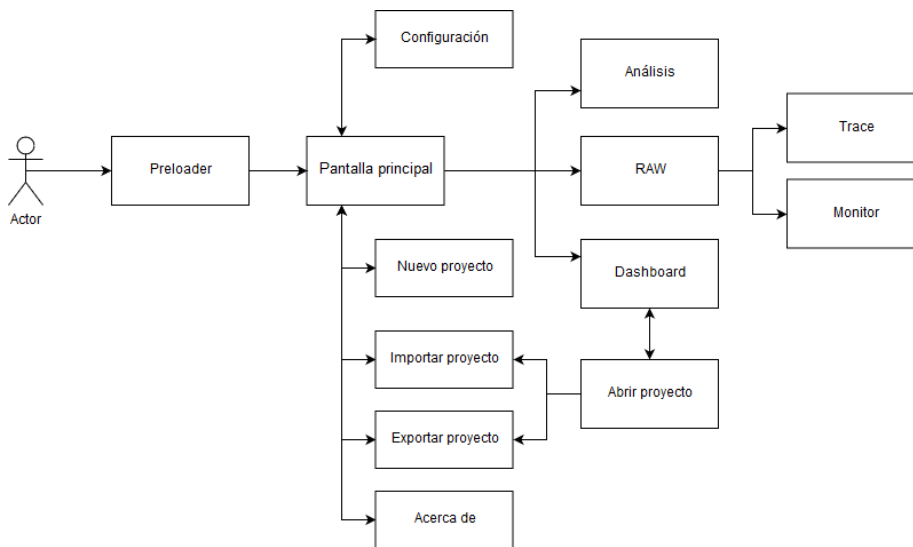 Configuración
Análisis
Trace
Preloader
Pantalla principal
RAW
Actor
Monitor
Nuevo proyecto
Dashboard
Importar proyecto
Abrir proyecto
Exportar proyecto
Acerca de